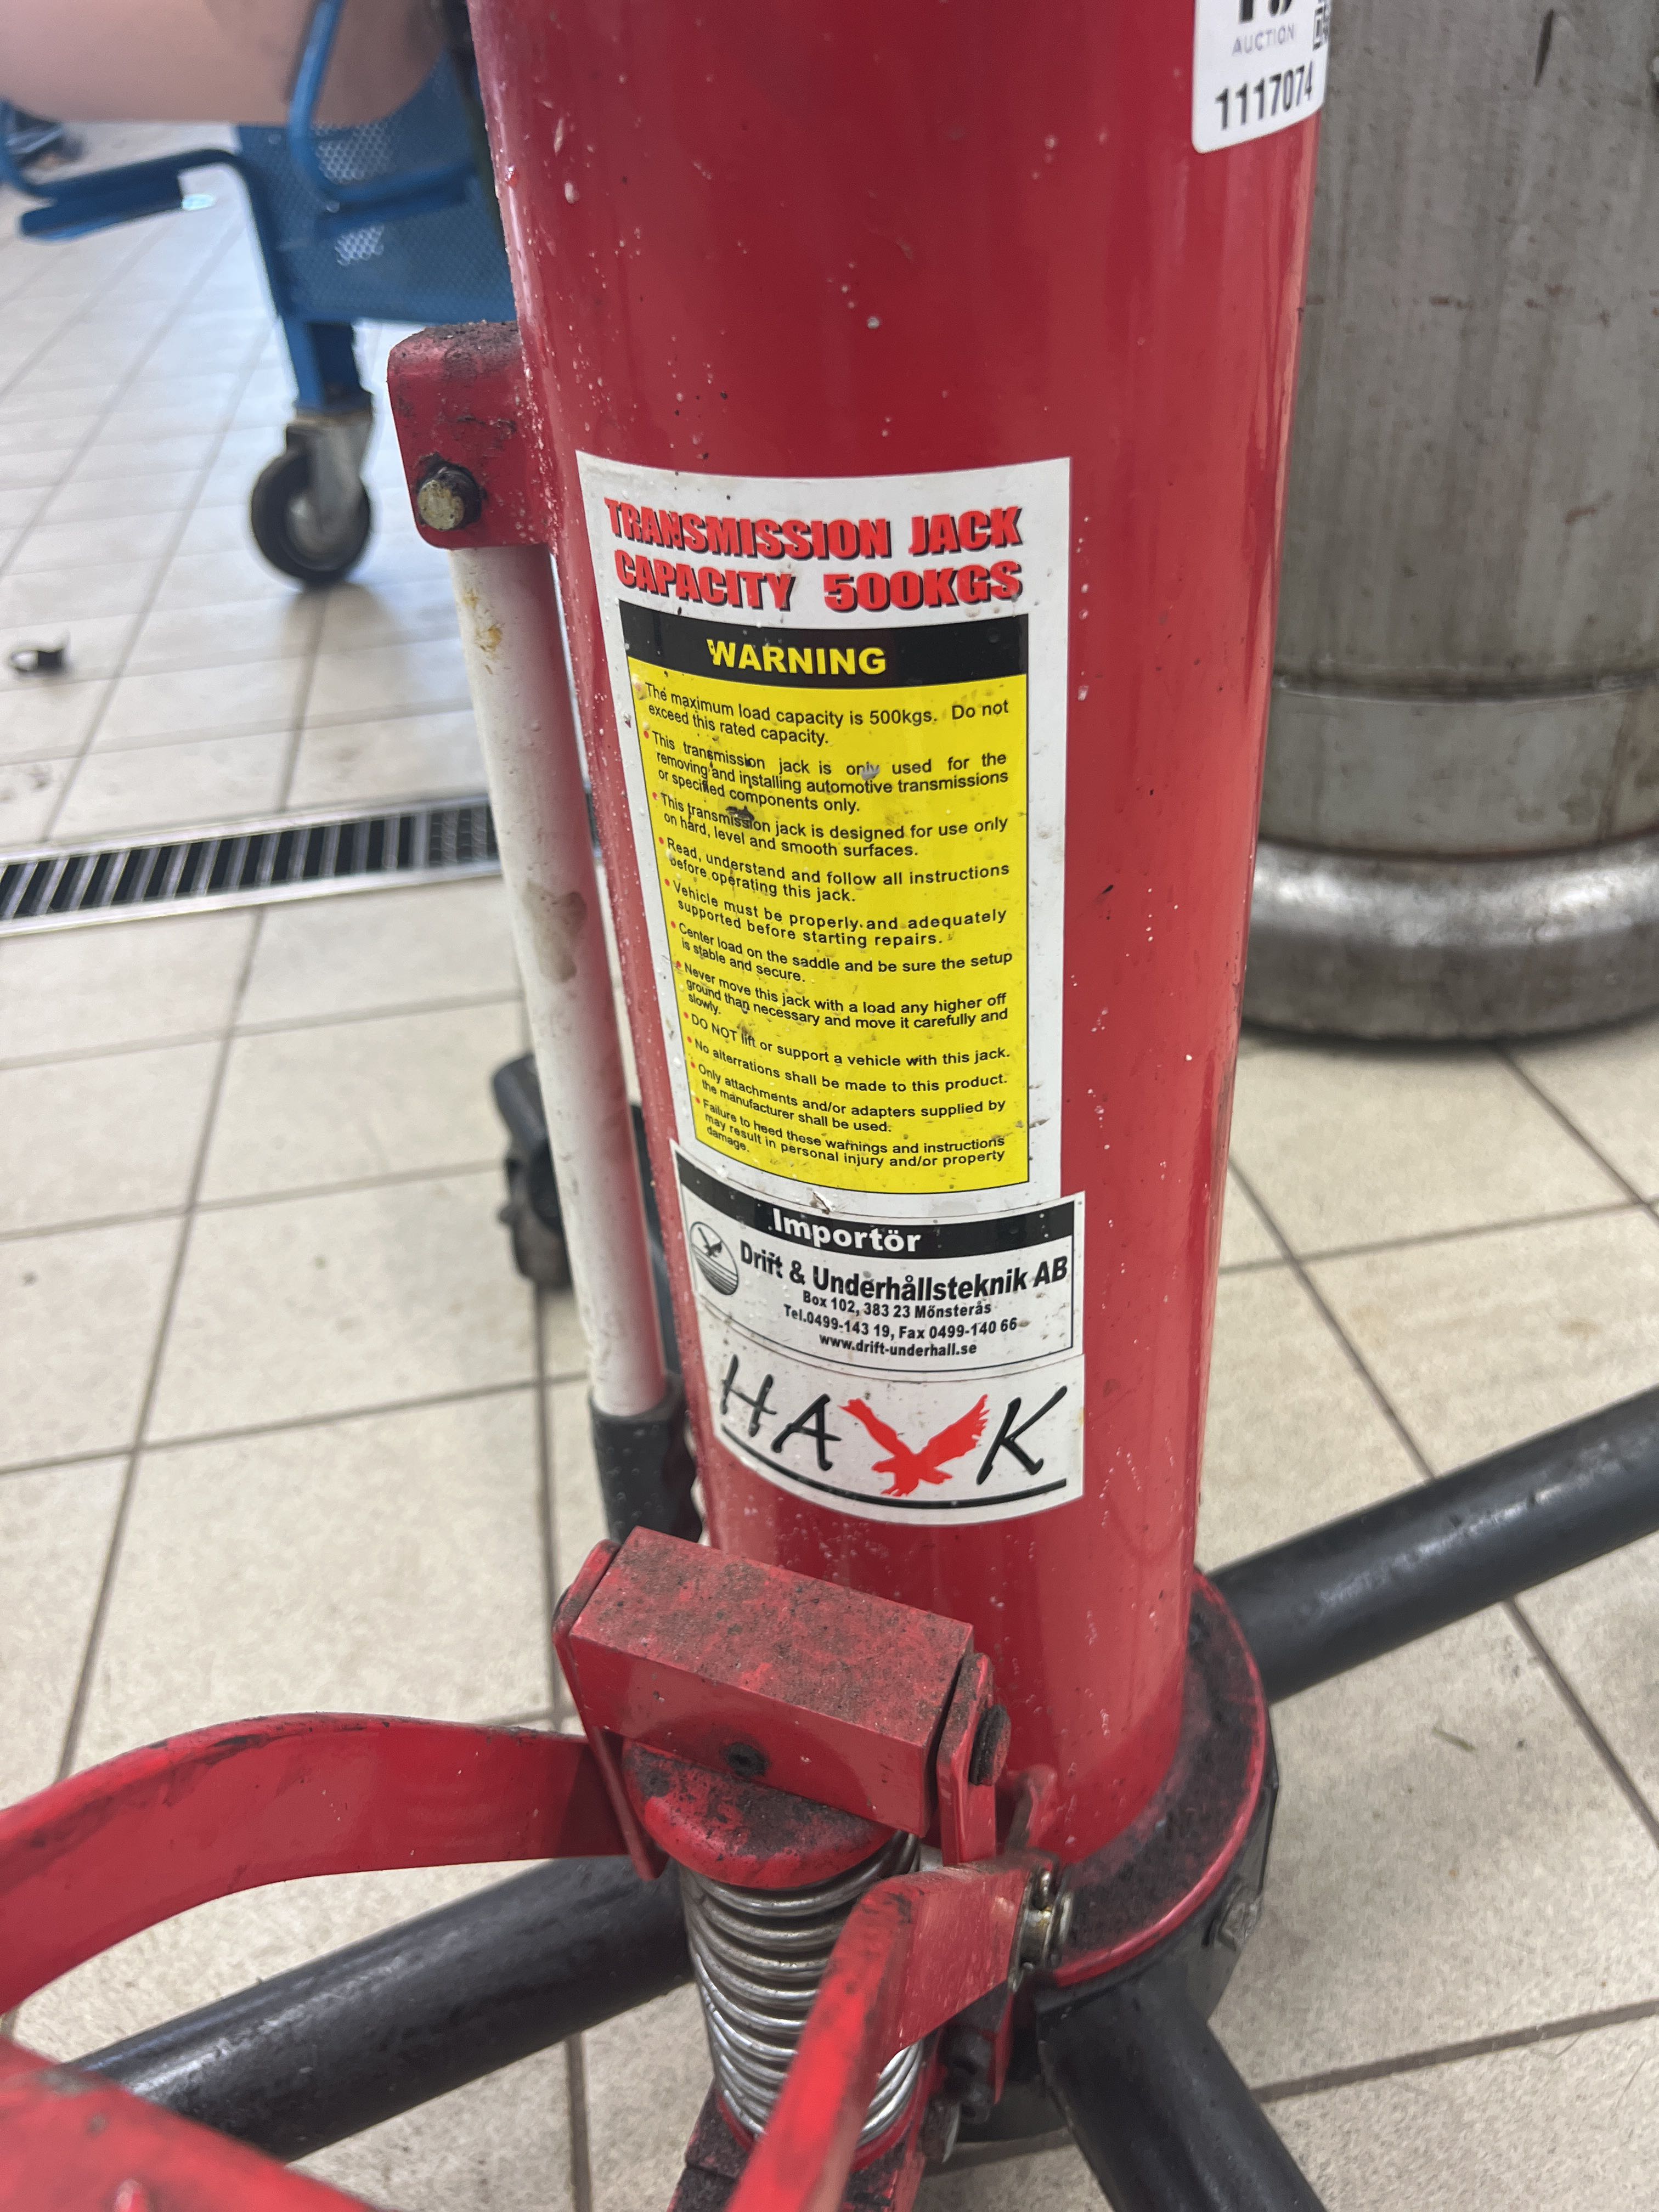 AUCTION
1117074
TRANSMISSION JACK
CAPACITY 500KGS
WARNING
The maximum load capacity is 500kgs. Do not
exceed this rated capacity.
This transmission jack is only used for the
removing and installing automotive transmissions
or specified components only.
This transmission jack is designed for use only
on hard, level and smooth surfaces.
Read, understand and follow all instructions
before operating this jack.
Vehicle must be properly and adequately
supported before starting repairs.
Center load on the saddle and be sure the setup
is stable and secure.
Never move this jack with a load any higher off
ground than necessary and move it carefully and
slowly.
DO NOT lift or support a vehicle with this jack.
No alterrations shall be made to this product.
Only attachments and/or adapters supplied by
the manufacturer shall be used.
Failure to heed these warnings and instructions
may result in personal injury and/or property
damage.
Importör
Drift & Underhållsteknik AB
Box 102, 383 23 Mönsterås
Tel.0499-143 19, Fax 0499-140 66
www.drift-underhall.se
HAWK